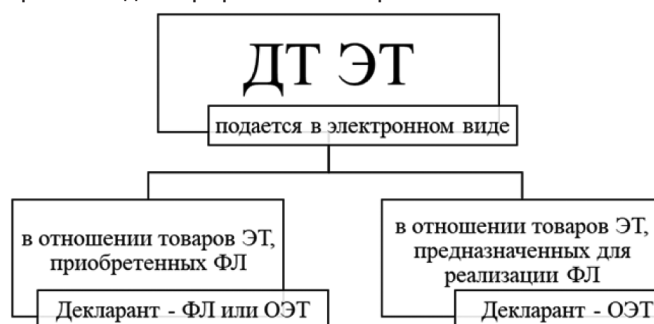 ДТ ЭТ
подается в электронном виде
в отношении товаров ЭТ,
приобретенных ФЛ
Декларант - ФЛ или ОЭТ
в отношении товаров ЭТ,
предназначенных для
реализации ФЛ
Декларант - ОЭТ